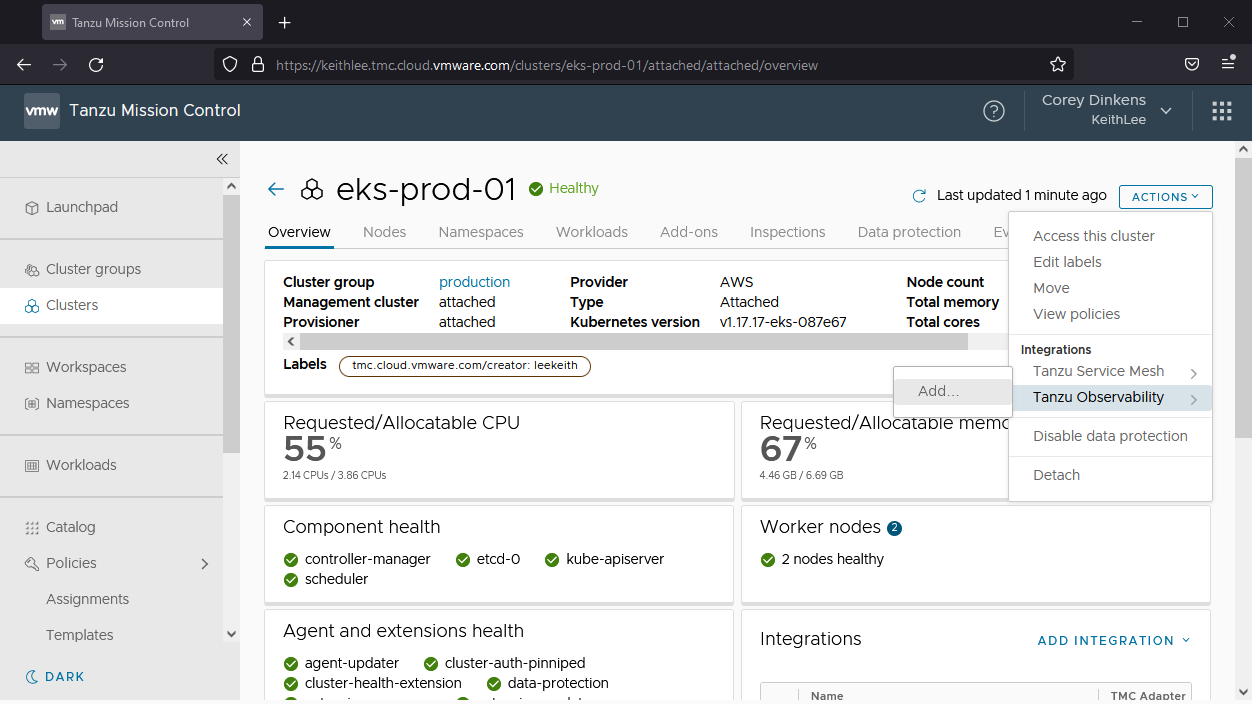 vm Tanzu Mission Control
https://keithlee.tmc.cloud.vmware.com/clusters/eks-prod-01/attached/attached/overview
vmw Tanzu Mission Control
?
Corey Dinkens
KeithLee
Launchpad
Cluster groups
Clusters
Workspaces
Namespaces
Workloads
Catalog
Policies
Assignments
Templates
DARK
eks-prod-01 Healthy
Last updated 1 minute ago ACTIONS
Overview Nodes Namespaces Workloads Add-ons Inspections Data protection Ev
Cluster group production Provider AWS Node count
Management cluster attached Type Attached Total memory
Provisioner attached Kubernetes version v1.17.17-eks-087e67 Total cores
Labels tmc.cloud.vmware.com/creator: leekeith
Access this cluster
Edit labels
Move
View policies
Integrations
Tanzu Service Mesh
Tanzu Observability
Add...
Disable data protection
Detach
Requested/Allocatable CPU
55%
2.14 CPUs / 3.86 CPUs
Requested/Allocatable memo
67%
4.46 GB / 6.69 GB
Component health
controller-manager etcd-0 kube-apiserver
scheduler
Worker nodes 2
2 nodes healthy
Agent and extensions health
agent-updater cluster-auth-pinniped
cluster-health-extension data-protection
Integrations ADD INTEGRATION
Name TMC Adapter